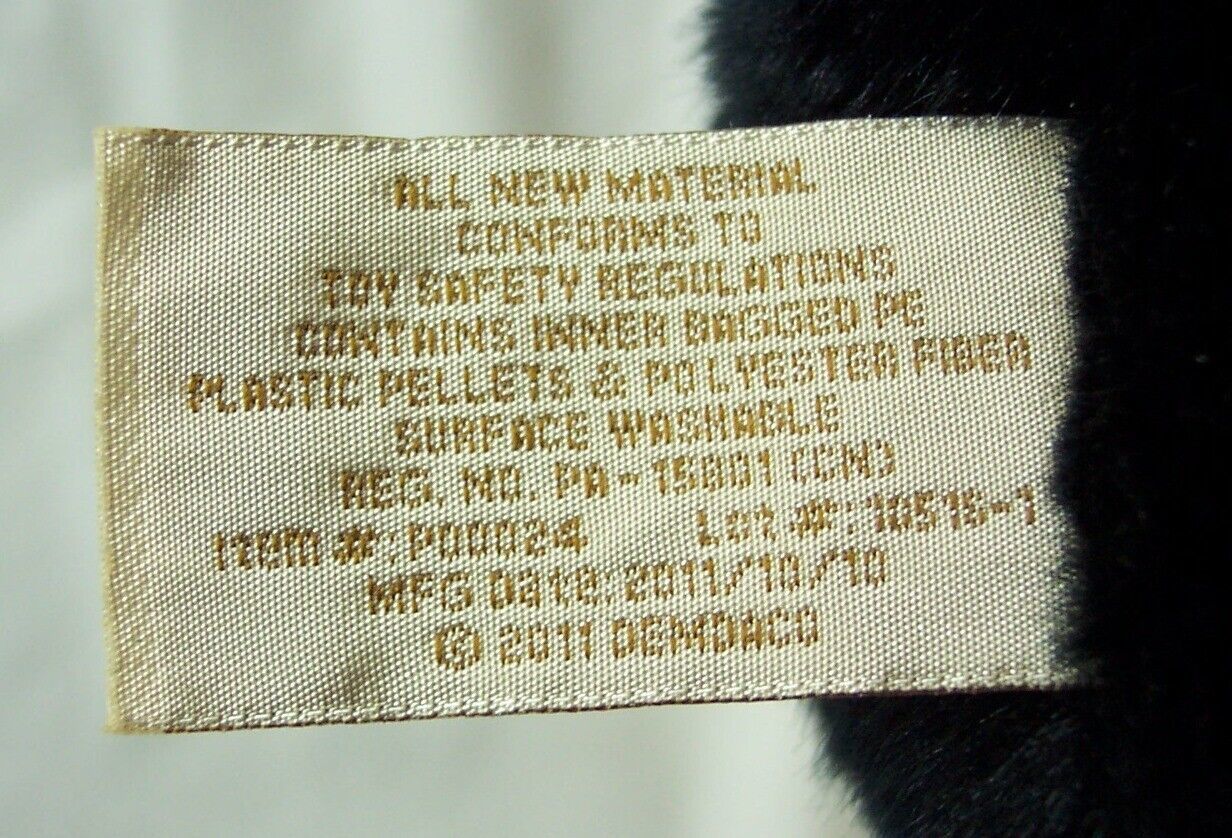 ALL NEW MATERIAL
CONFORMS TO
TOY SAFETY REGULATIONS
CONTAINS INNER BAGGED PE
PLASTIC PELLETS & POLYESTER FIBER
SURFACE WASHABLE
REG. NO. PA-15801 (CN)
Item #: P00024 Lot #: 10515-1
MFG Date: 2011/10/10
© 2011 DEMDACO